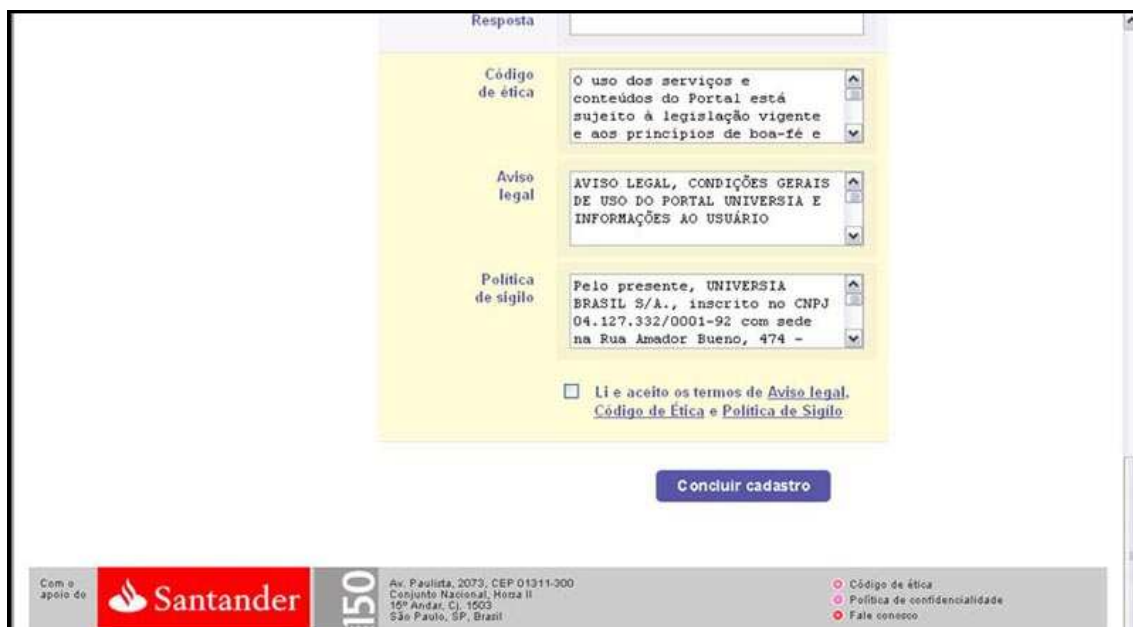 Resposta
Código
de ética
O uso dos serviços e
conteúdos do Portal está
sujeito à legislação vigente
e aos princípios de boa-fé e
Aviso
legal
AVISO LEGAL, CONDIÇÕES GERAIS
DE USO DO PORTAL UNIVERSIA E
INFORMAÇÕES AO USUÁRIO
Política
de sigilo
Pelo presente, UNIVERSIA
BRASIL S/A., inscrito no CNPJ
04.127.332/0001-92 com sede
na Rua Amador Bueno, 474 -
Li e aceito os termos de Aviso legal,
Código de Ética e Política de Sigilo
Concluir cadastro
Com o
apoio do
Santander
150
Av. Paulista, 2073, CEP 01311-300
Conjunto Nacional, Horsa II
15º Andar, Cj. 1503
São Paulo, SP, Brasil
Código de ética
Política de confidencialidade
Fale conosco